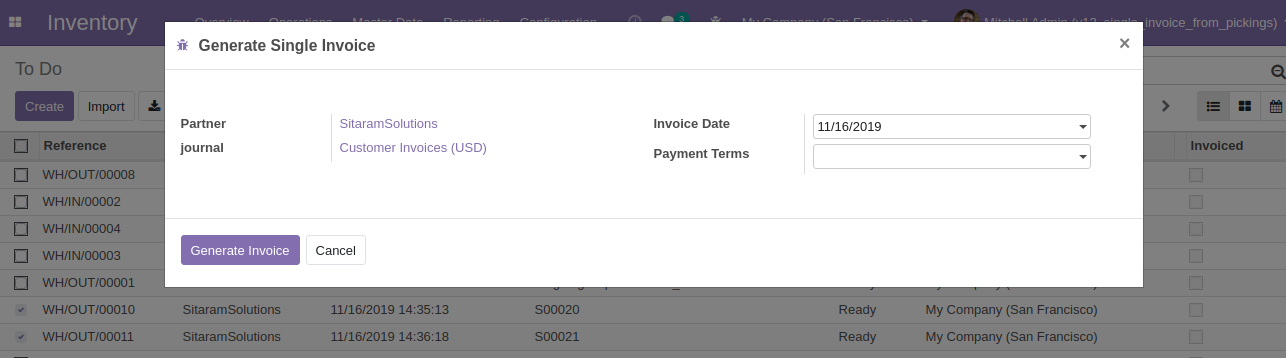 Inventory Overview Operations Master Data Reporting Configuration 3 My Company (San Francisco) Mitchell Admin (v13_single_invoice_from_pickings)
Generate Single Invoice ×
To Do
Create Import
Partner SitaramSolutions Invoice Date 11/16/2019
journal Customer Invoices (USD) Payment Terms
Reference Invoiced
WH/OUT/00008
WH/IN/00002
WH/IN/00004
WH/IN/00003
Generate Invoice Cancel
WH/OUT/00001
WH/OUT/00010 SitaramSolutions 11/16/2019 14:35:13 S00020 Ready My Company (San Francisco)
WH/OUT/00011 SitaramSolutions 11/16/2019 14:36:18 S00021 Ready My Company (San Francisco)